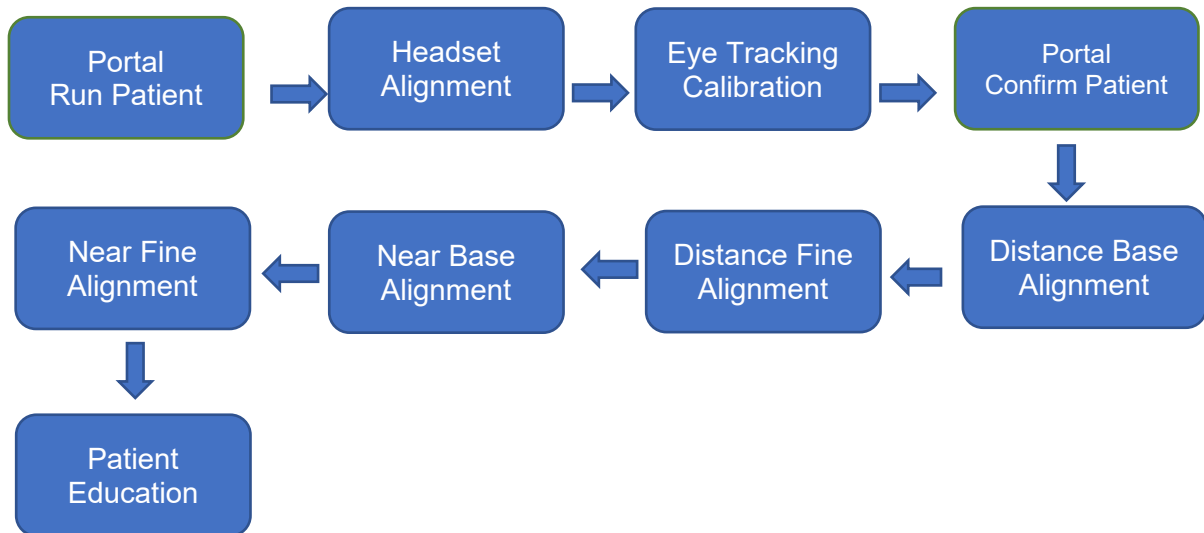 Portal
Run Patient
Headset
Alignment
Eye Tracking
Calibration
Portal
Confirm Patient
Distance Base
Alignment
Distance Fine
Alignment
Near Base
Alignment
Near Fine
Alignment
Patient
Education